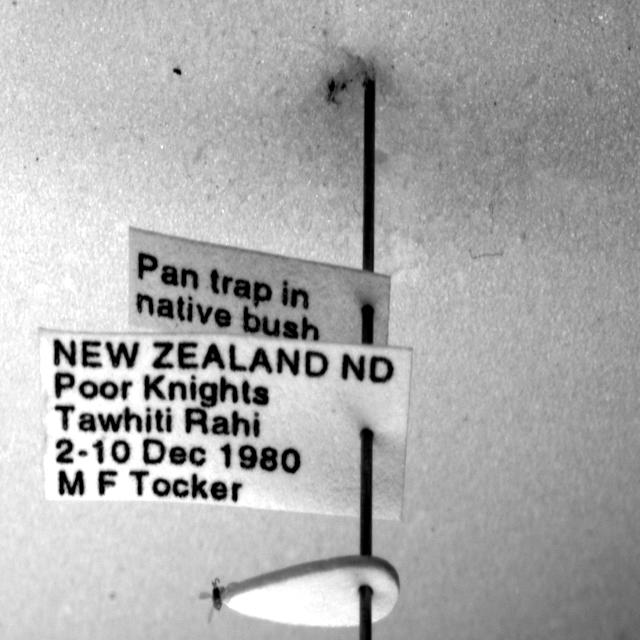 Pan trap in
native bush
NEW ZEALAND ND
Poor Knights
Tawhiti Rahi
2-10 Dec 1980
M F Tocker